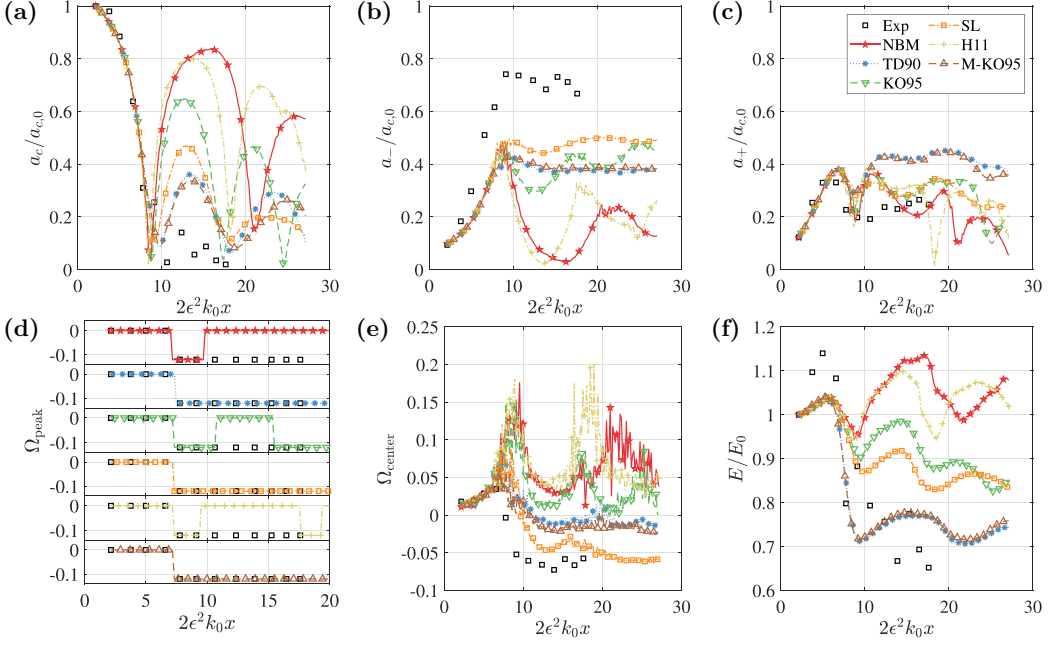 (a)
(b)
(c)
1
0.8
0.6
0.4
0.2
0
a_c/a_{c,0}
0 10 20 30
2ϵ²k₀x
1
0.8
0.6
0.4
0.2
0
a_−/a_{c,0}
0 10 20 30
2ϵ²k₀x
1
0.8
0.6
0.4
0.2
0
a_+/a_{c,0}
0 10 20 30
2ϵ²k₀x
Exp
NBM
TD90
KO95
SL
H11
M-KO95
(d)
(e)
(f)
0
-0.1
0
-0.1
0
-0.1
0
-0.1
0
-0.1
0
-0.1
Ω_peak
0 5 10 15 20
2ϵ²k₀x
0.25
0.2
0.15
0.1
0.05
0
-0.05
-0.1
Ω_center
0 10 20 30
2ϵ²k₀x
1.2
1.1
1
0.9
0.8
0.7
0.6
E/E₀
0 10 20 30
2ϵ²k₀x